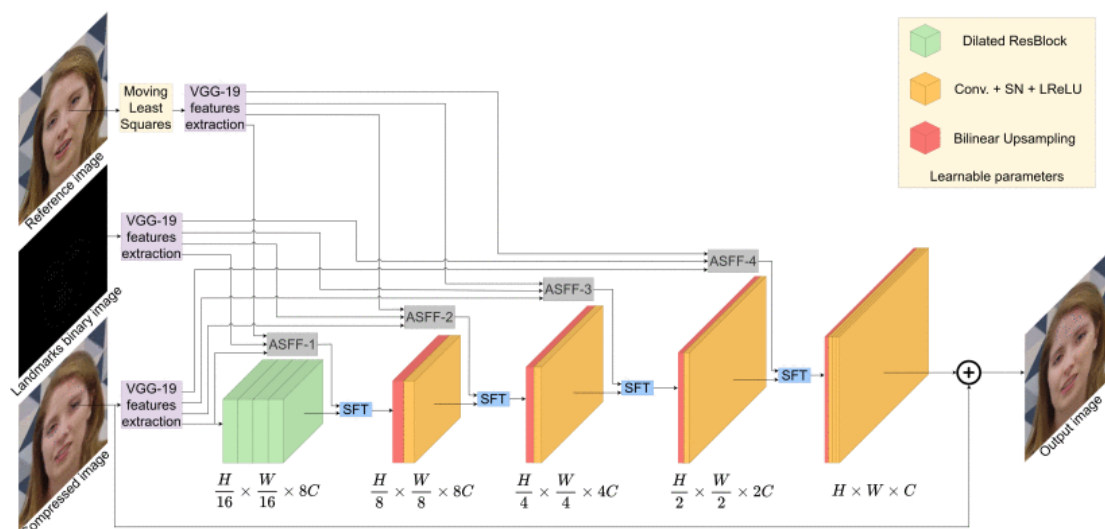 Dilated ResBlock
Conv. + SN + LReLU
Bilinear Upsampling
Learnable parameters
Reference image
Moving
Least
Squares
VGG-19
features
extraction
Landmarks binary image
VGG-19
features
extraction
Compressed image
VGG-19
features
extraction
ASFF-4
ASFF-3
ASFF-2
ASFF-1
SFT
SFT
SFT
SFT
Output image
H/16 × W/16 × 8C
H/8 × W/8 × 8C
H/4 × W/4 × 4C
H/2 × W/2 × 2C
H × W × C